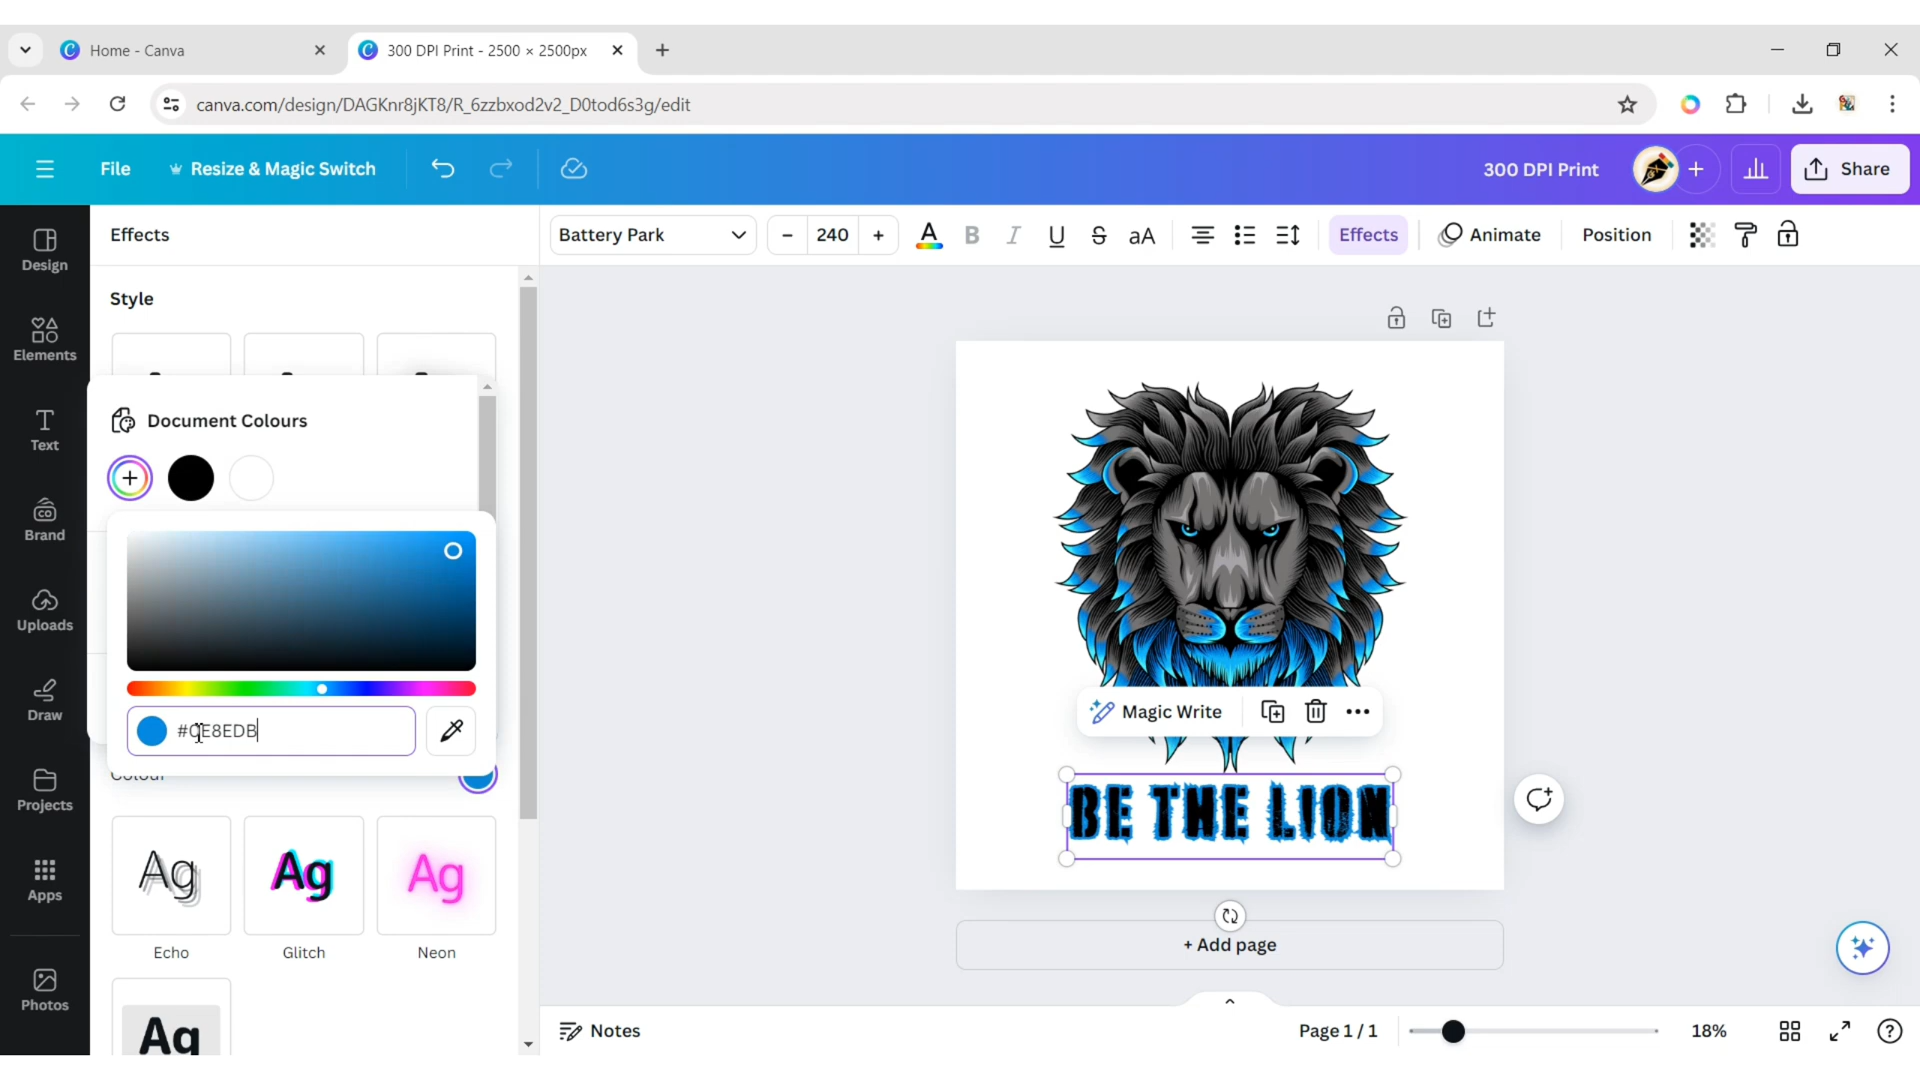 Home - Canva
300 DPI Print - 2500 × 2500px
canva.com/design/DAGKnr8jKT8/R_6zzbxod2v2_D0tod6s3g/edit
File
Resize & Magic Switch
300 DPI Print
Share
Design
Elements
Text
Brand
Uploads
Draw
Projects
Apps
Photos
Effects
Battery Park
- 240 +
A B I U S aA
Effects
Animate
Position
Style
Document Colours
Colour
Ag
Echo
Ag
Glitch
Ag
Neon
Ag
Magic Write
BE THE LION
+ Add page
Notes
Page 1 / 1
18%